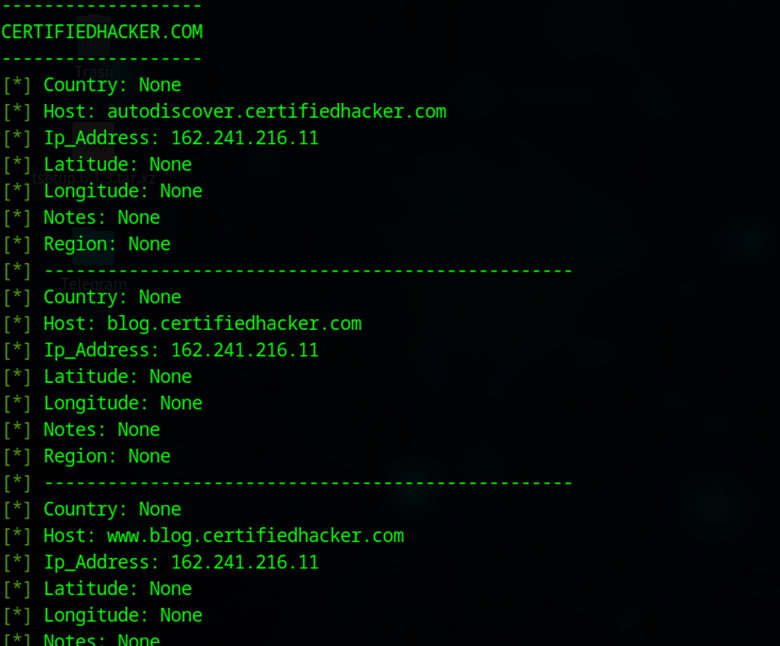 -------------------
CERTIFIEDHACKER.COM
-------------------
Trash
[*] Country: None
[*] Host: autodiscover.certifiedhacker.com
[*] Ip_Address: 162.241.216.11
[*] Latitude: None
[*] Longitude: None
[*] Notes: None
[*] Region: None
[*] --------------------------------------------------
Telegram
[*] Country: None
[*] Host: blog.certifiedhacker.com
[*] Ip_Address: 162.241.216.11
[*] Latitude: None
[*] Longitude: None
[*] Notes: None
[*] Region: None
[*] --------------------------------------------------
[*] Country: None
[*] Host: www.blog.certifiedhacker.com
[*] Ip_Address: 162.241.216.11
[*] Latitude: None
[*] Longitude: None
[*] Notes: None